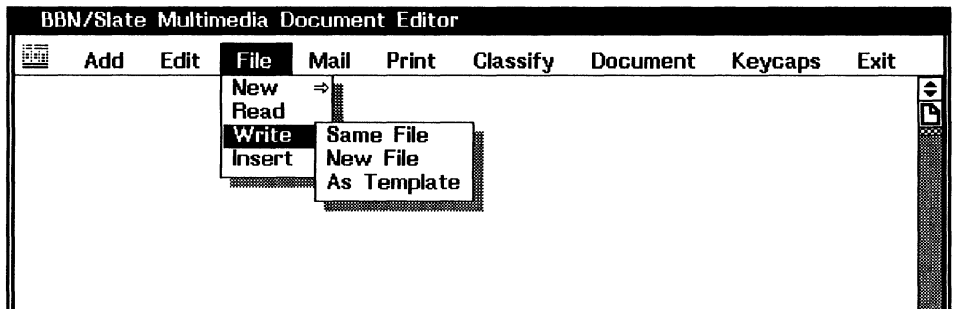 BBN/Slate Multimedia Document Editor
Add Edit File Mail Print Classify Document Keycaps Exit
New ⇒
Read
Write
Insert
Same File
New File
As Template